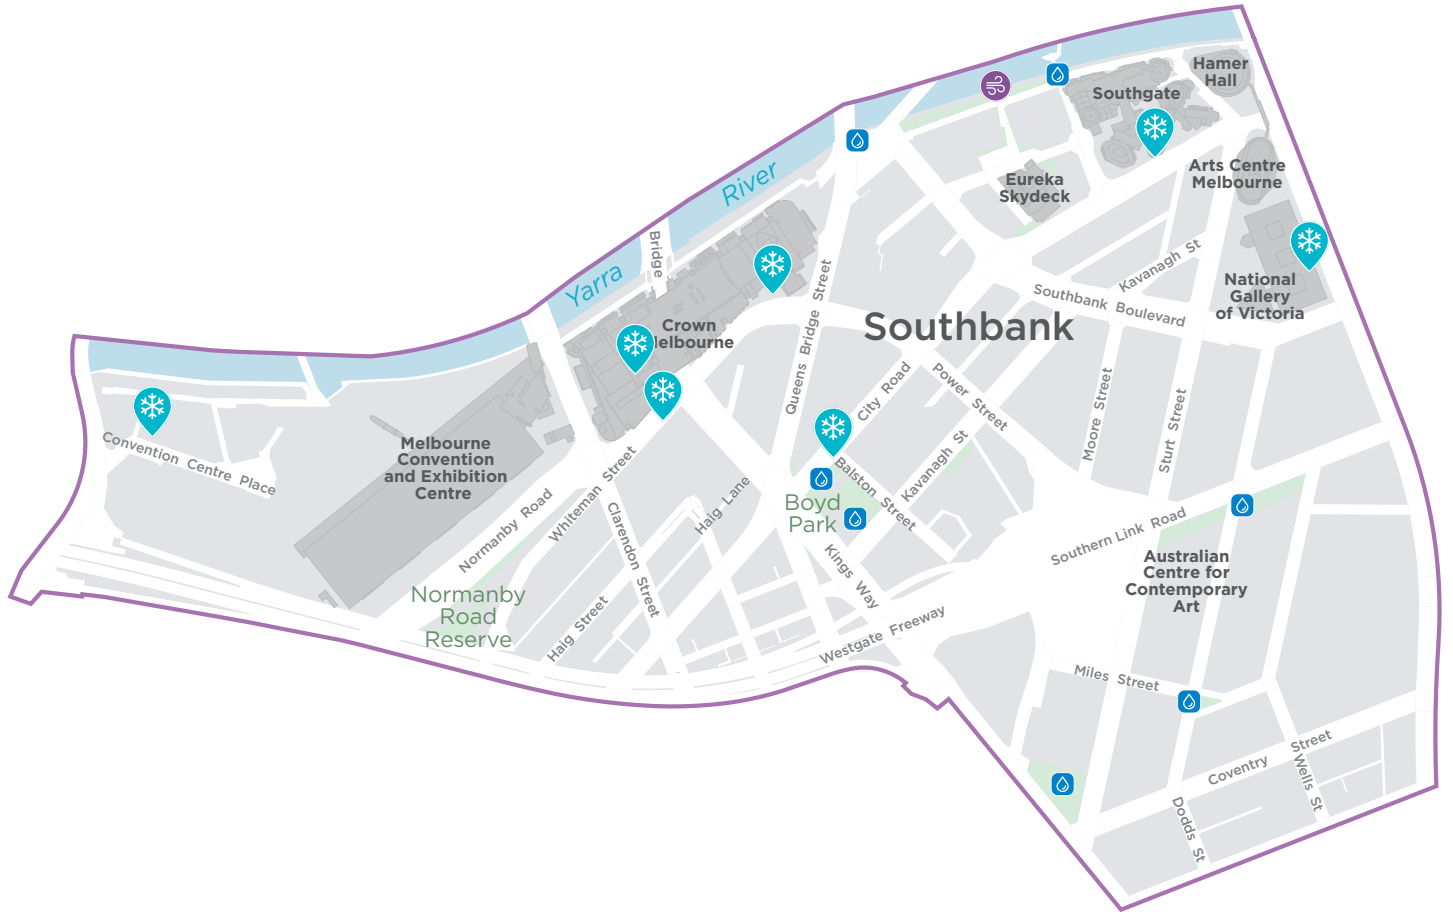 Hamer
Hall
Southgate
Arts Centre
Melbourne
Eureka
Skydeck
River
Yarra
Bridge
Kavanagh St
National
Gallery
of Victoria
Southbank Boulevard
Southbank
Crown
elbourne
Queens Bridge Street
City Road
Power Street
Moore Street
Sturt Street
Convention Centre Place
Melbourne
Convention
and Exhibition
Centre
Normanby Road
Whiteman Street
Clarendon Street
Haig Lane
Balston Street
Kavanagh St
Boyd
Park
Kings Way
Southern Link Road
Australian
Centre for
Contemporary
Art
Normanby
Road
Reserve
Haig Street
Westgate Freeway
Miles Street
Coventry Street
Wells St
Dodds St